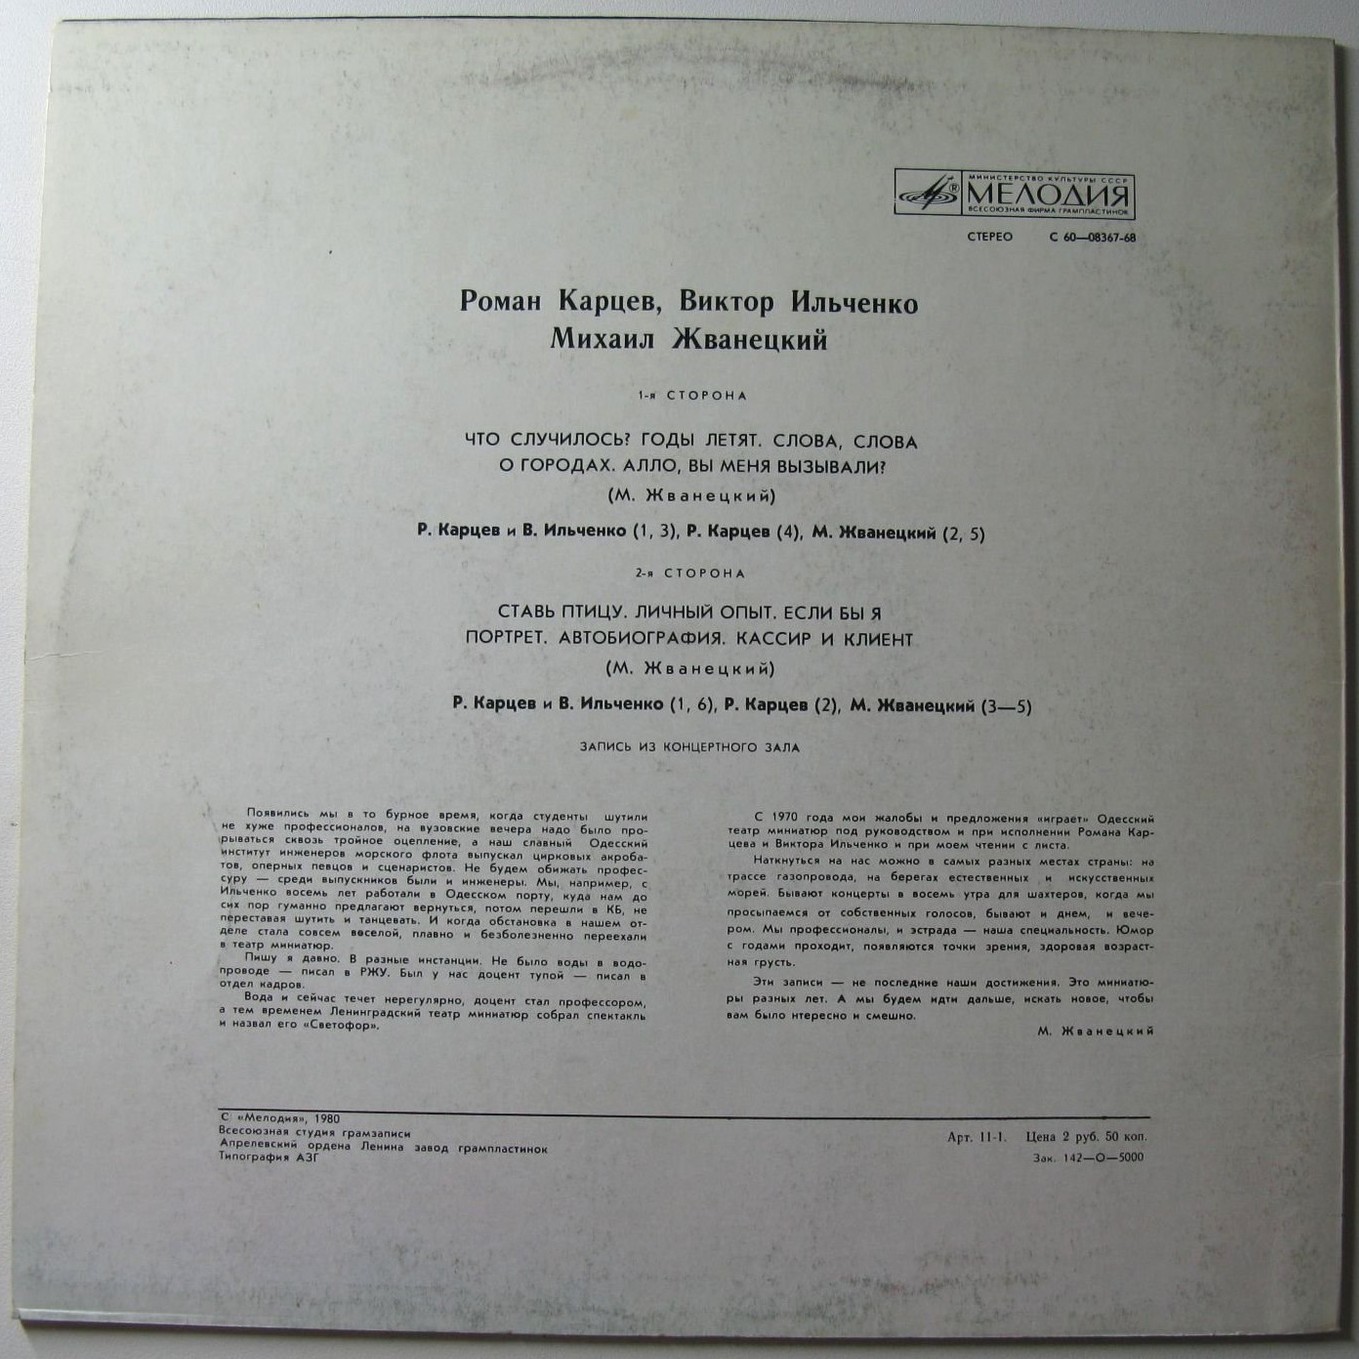 МИНИСТЕРСТВО КУЛЬТУРЫ СССР
® МЕЛОДИЯ
ВСЕСОЮЗНАЯ ФИРМА ГРАМПЛАСТИНОК
СТЕРЕО С 60—08367-68
Роман Карцев, Виктор Ильченко
Михаил Жванецкий
1-я СТОРОНА
ЧТО СЛУЧИЛОСЬ? ГОДЫ ЛЕТЯТ. СЛОВА, СЛОВА
О ГОРОДАХ. АЛЛО, ВЫ МЕНЯ ВЫЗЫВАЛИ?
(М. Жванецкий)
Р. Карцев и В. Ильченко (1, 3), Р. Карцев (4), М. Жванецкий (2, 5)
2-я СТОРОНА
СТАВЬ ПТИЦУ. ЛИЧНЫЙ ОПЫТ. ЕСЛИ БЫ Я
ПОРТРЕТ. АВТОБИОГРАФИЯ. КАССИР И КЛИЕНТ
(М. Жванецкий)
Р. Карцев и В. Ильченко (1, 6), Р. Карцев (2), М. Жванецкий (3—5)
ЗАПИСЬ ИЗ КОНЦЕРТНОГО ЗАЛА
Появились мы в то бурное время, когда студенты шутили
не хуже профессионалов, на вузовские вечера надо было про-
рываться сквозь тройное оцепление, а наш славный Одесский
институт инженеров морского флота выпускал цирковых акроба-
тов, оперных певцов и сценаристов. Не будем обижать профес-
суру — среди выпускников были и инженеры. Мы, например, с
Ильченко восемь лет работали в Одесском порту, куда нам до
сих пор гуманно предлагают вернуться, потом перешли в КБ, не
переставая шутить и танцевать. И когда обстановка в нашем от-
деле стала совсем веселой, плавно и безболезненно переехали
в театр миниатюр.
Пишу я давно. В разные инстанции. Не было воды в водо-
проводе — писал в РЖУ. Был у нас доцент тупой — писал в
отдел кадров.
Вода и сейчас течет нерегулярно, доцент стал профессором,
а тем временем Ленинградский театр миниатюр собрал спектакль
и назвал его «Светофор».
С 1970 года мои жалобы и предложения «играет» Одесский
театр миниатюр под руководством и при исполнении Романа Кар-
цева и Виктора Ильченко и при моем чтении с листа.
Наткнуться на нас можно в самых разных местах страны: на
трассе газопровода, на берегах естественных и искусственных
морей. Бывают концерты в восемь утра для шахтеров, когда мы
просыпаемся от собственных голосов, бывают и днем, и вече-
ром. Мы профессионалы, и эстрада — наша специальность. Юмор
с годами проходит, появляются точки зрения, здоровая возраст-
ная грусть.
Эти записи — не последние наши достижения. Это миниатю-
ры разных лет. А мы будем идти дальше, искать новое, чтобы
вам было нтересно и смешно.
М. Жванецкий
С «Мелодия», 1980
Всесоюзная студия грамзаписи
Апрелевский ордена Ленина завод грампластинок
Типография АЗГ
Арт. 11-1. Цена 2 руб. 50 коп.
Зак. 142—О—5000